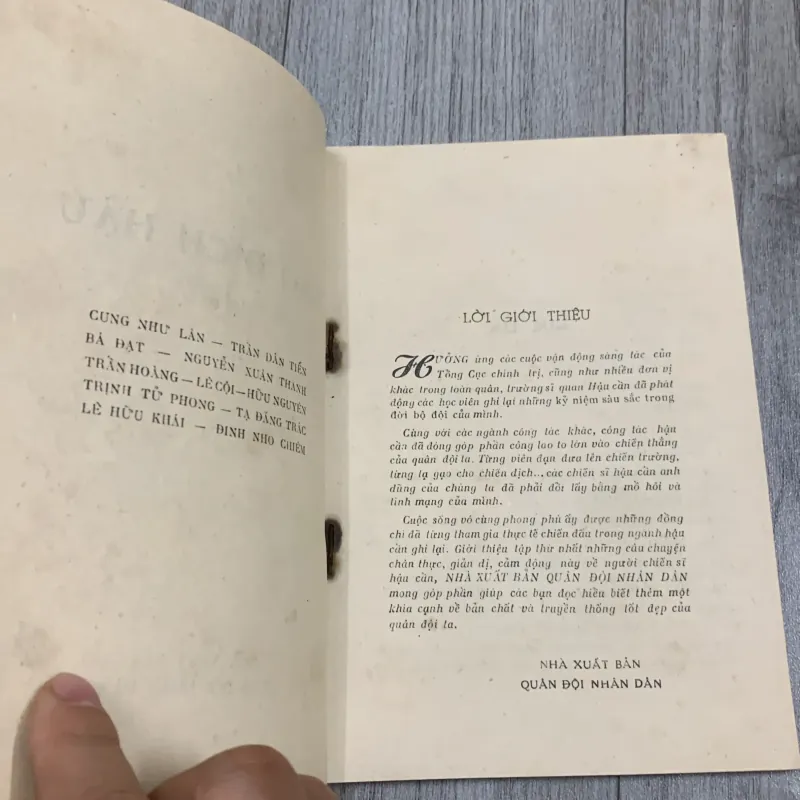 CUNG NHƯ LÂN — TRẦN DÂN TIẾN
BÁ ĐẠT — NGUYỄN XUÂN THANH
TRẦN HOÀNG — LÊ CỘI — HỮU NGUYÊN
TRỊNH TỬ PHONG — TẠ ĐĂNG TRÁC
LÊ HỮU KHÁI — ĐINH NHO CHIÊM
LỜI GIỚI THIỆU
HƯỞNG ứng các cuộc vận động sáng tác của
Tổng Cục chính trị, cũng như nhiều đơn vị
khác trong toàn quân, trường sĩ quan Hậu cần đã phát
động các học viên ghi lại những kỷ niệm sâu sắc trong
đời bộ đội của mình.
Cùng với các ngành công tác khác, công tác hậu
cần đã đóng góp phần công lao to lớn vào chiến thắng
của quân đội ta. Từng viên đạn đưa lên chiến trường,
từng tạ gạo cho chiến dịch... các chiến sĩ hậu cần anh
dũng của chúng ta đã phải đổi lấy bằng mồ hôi và
tính mạng của mình.
Cuộc sống vô cùng phong phú ấy được những đồng
chí đã từng tham gia thực tế chiến đấu trong ngành hậu
cần ghi lại. Giới thiệu tập thứ nhất những câu chuyện
chân thực, giản dị, cảm động này về người chiến sĩ
hậu cần, NHÀ XUẤT BẢN QUÂN ĐỘI NHÂN DÂN
mong góp phần giúp các bạn đọc hiểu biết thêm một
khía cạnh về bản chất và truyền thống tốt đẹp của
quân đội ta.
NHÀ XUẤT BẢN
QUÂN ĐỘI NHÂN DÂN